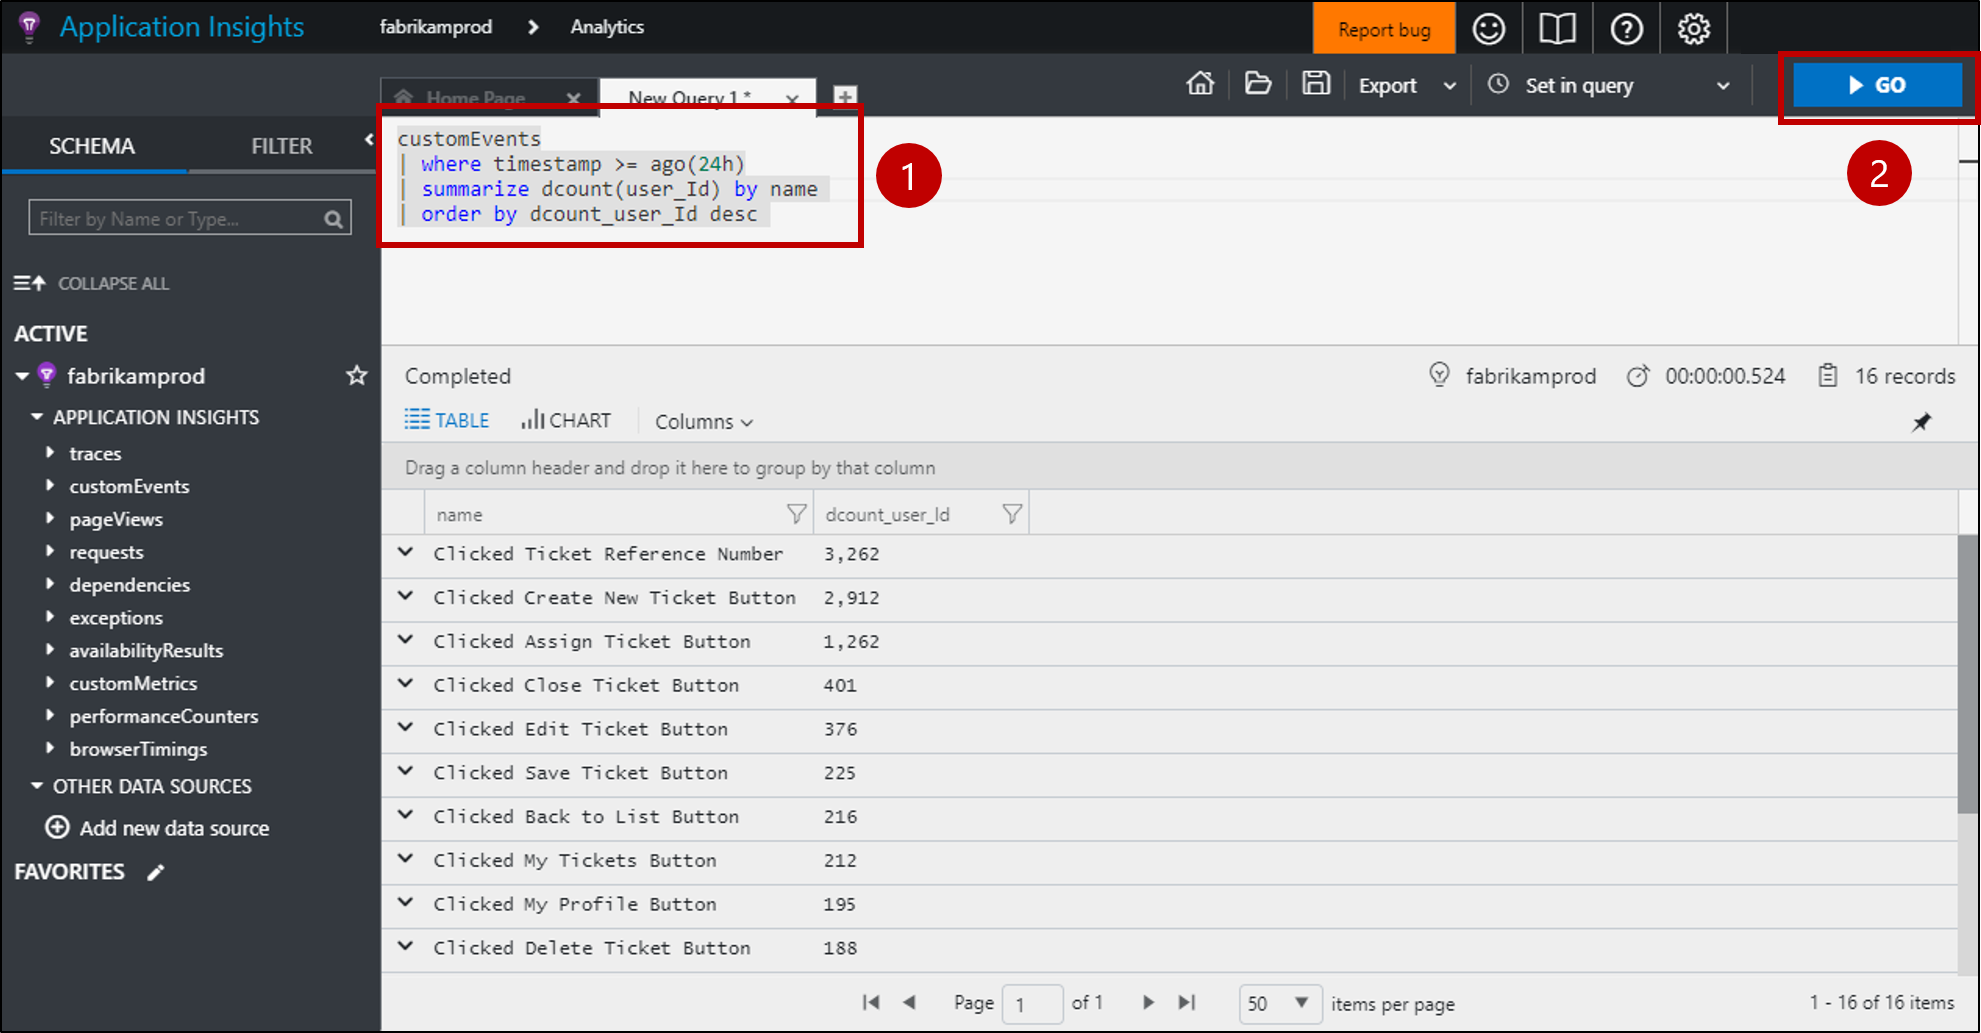 Application Insights
fabrikamprod > Analytics
Report bug
Home Page
New Query 1 *
Export
Set in query
GO
SCHEMA
FILTER
Filter by Name or Type...
COLLAPSE ALL
ACTIVE
fabrikamprod
APPLICATION INSIGHTS
traces
customEvents
pageViews
requests
dependencies
exceptions
availabilityResults
customMetrics
performanceCounters
browserTimings
OTHER DATA SOURCES
Add new data source
FAVORITES
customEvents
| where timestamp >= ago(24h)
| summarize dcount(user_Id) by name
| order by dcount_user_Id desc
1
2
Completed
fabrikamprod
00:00:00.524
16 records
TABLE
CHART
Columns
Drag a column header and drop it here to group by that column
name dcount_user_Id
Clicked Ticket Reference Number 3,262
Clicked Create New Ticket Button 2,912
Clicked Assign Ticket Button 1,262
Clicked Close Ticket Button 401
Clicked Edit Ticket Button 376
Clicked Save Ticket Button 225
Clicked Back to List Button 216
Clicked My Tickets Button 212
Clicked My Profile Button 195
Clicked Delete Ticket Button 188
Page 1 of 1
50 items per page
1 - 16 of 16 items